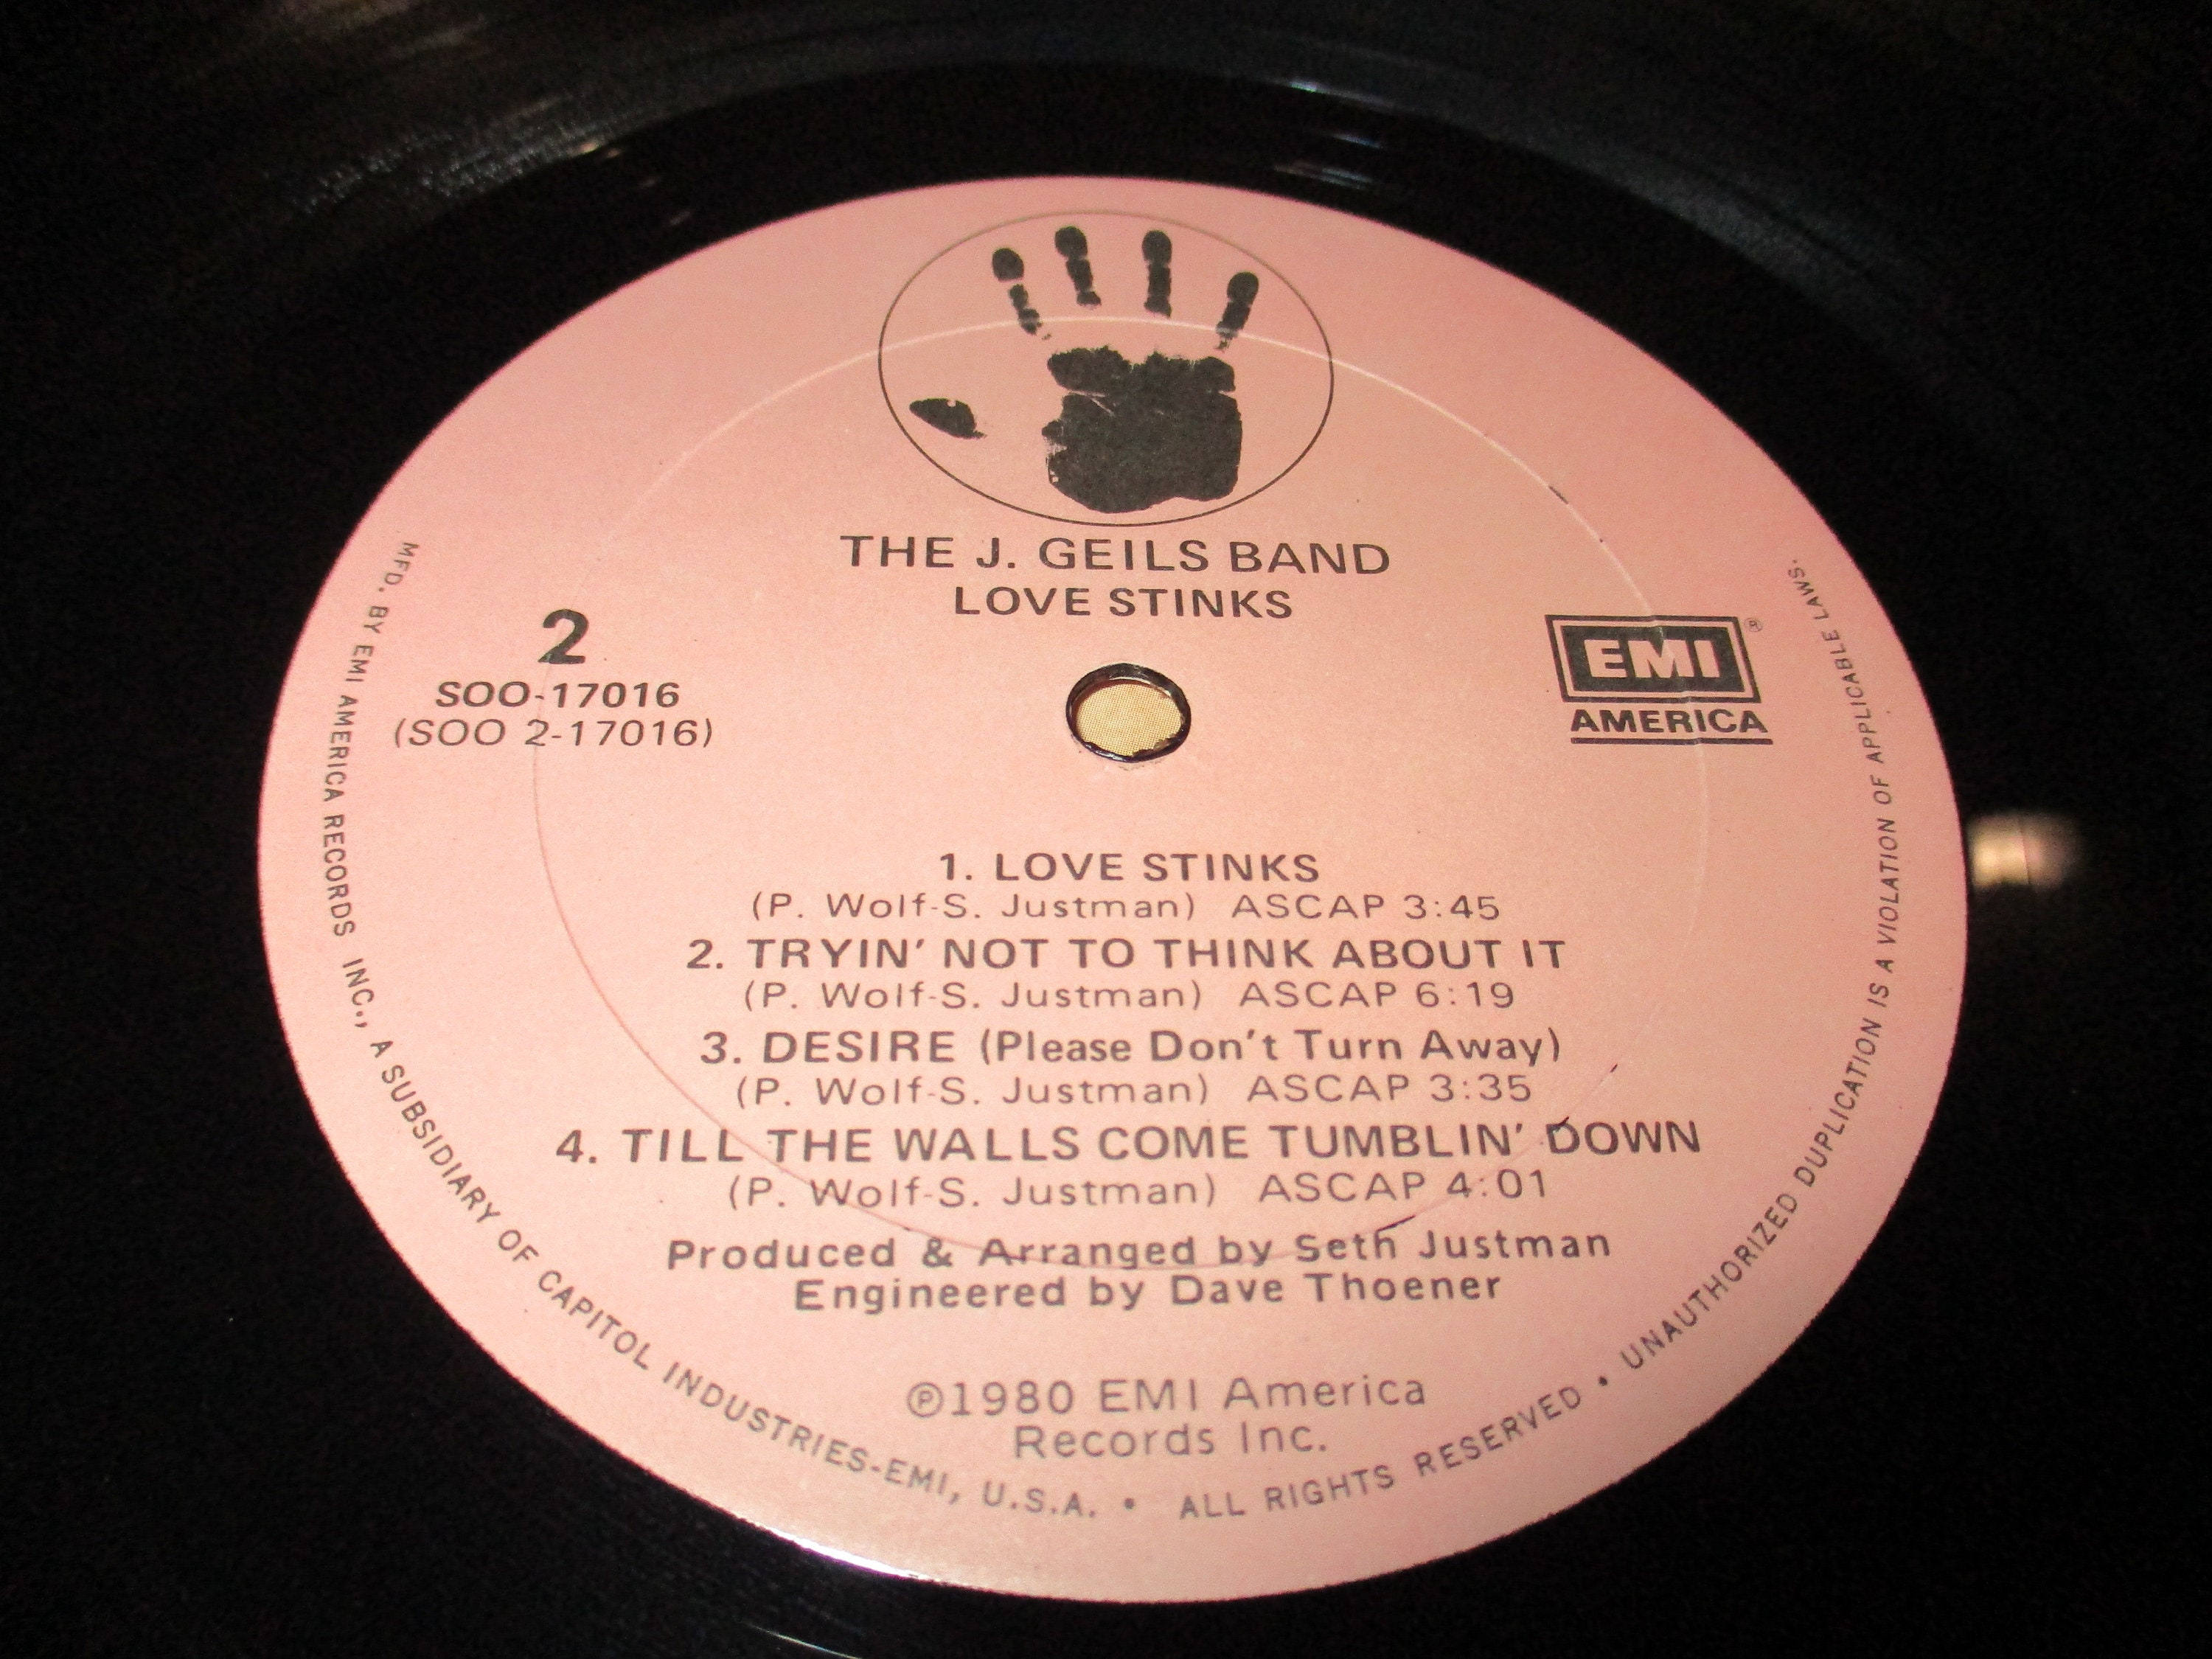 THE J. GEILS BAND
LOVE STINKS
2
SOO-17016
(SOO 2-17016)
EMI ®
AMERICA
1. LOVE STINKS
(P. Wolf-S. Justman) ASCAP 3:45
2. TRYIN' NOT TO THINK ABOUT IT
(P. Wolf-S. Justman) ASCAP 6:19
3. DESIRE (Please Don't Turn Away)
(P. Wolf-S. Justman) ASCAP 3:35
4. TILL THE WALLS COME TUMBLIN' DOWN
(P. Wolf-S. Justman) ASCAP 4:01
Produced & Arranged by Seth Justman
Engineered by Dave Thoener
℗1980 EMI America
Records Inc.
MFD. BY EMI AMERICA RECORDS INC., A SUBSIDIARY OF CAPITOL INDUSTRIES-EMI, U.S.A. • ALL RIGHTS RESERVED • UNAUTHORIZED DUPLICATION IS A VIOLATION OF APPLICABLE LAWS.